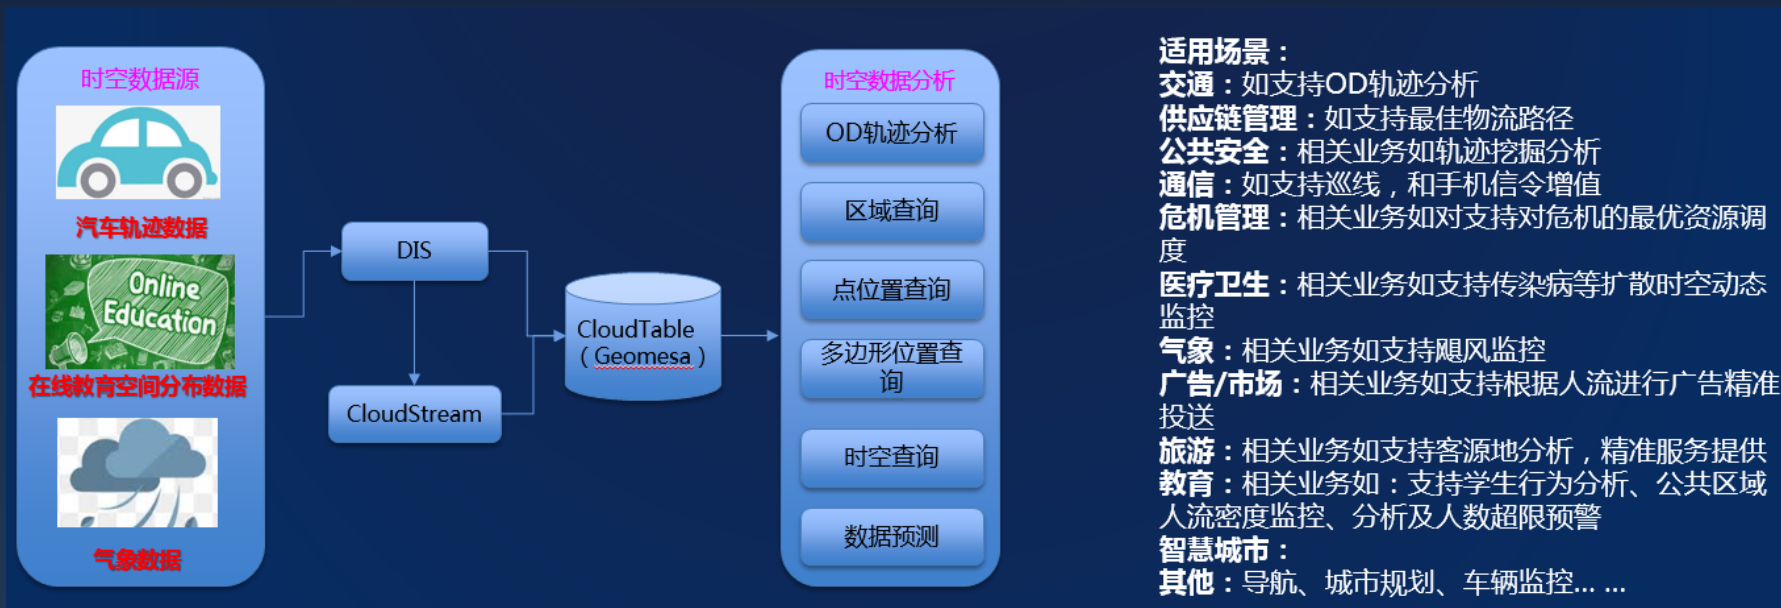 时空数据源
汽车轨迹数据
Online
Education
在线教育空间分布数据
气象数据
DIS
CloudStream
CloudTable
（Geomesa）
时空数据分析
OD轨迹分析
区域查询
点位置查询
多边形位置查
询
时空查询
数据预测
适用场景：
交通：如支持OD轨迹分析
供应链管理：如支持最佳物流路径
公共安全：相关业务如轨迹挖掘分析
通信：如支持巡线，和手机信令增值
危机管理：相关业务如对支持对危机的最优资源调
度
医疗卫生：相关业务如支持传染病等扩散时空动态
监控
气象：相关业务如支持飓风监控
广告/市场：相关业务如支持根据人流进行广告精准
投送
旅游：相关业务如支持客源地分析，精准服务提供
教育：相关业务如：支持学生行为分析、公共区域
人流密度监控、分析及人数超限预警
智慧城市：
其他：导航、城市规划、车辆监控... ...